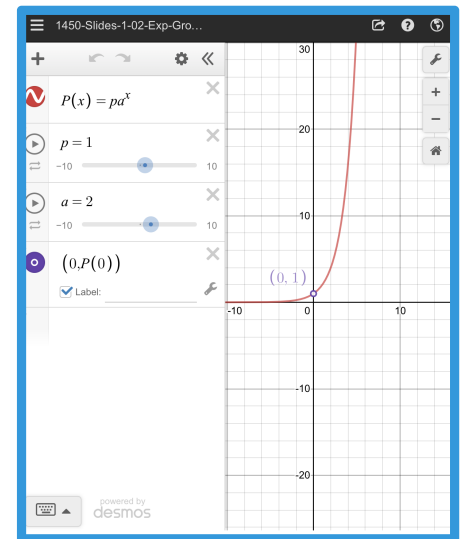 1450-Slides-1-02-Exp-Gro...
P(x) = pa^x
p = 1
-10 10
a = 2
-10 10
(0,P(0))
Label:
powered by
desmos
30
20
10
(0, 1)
-10 0 10
-10
-20